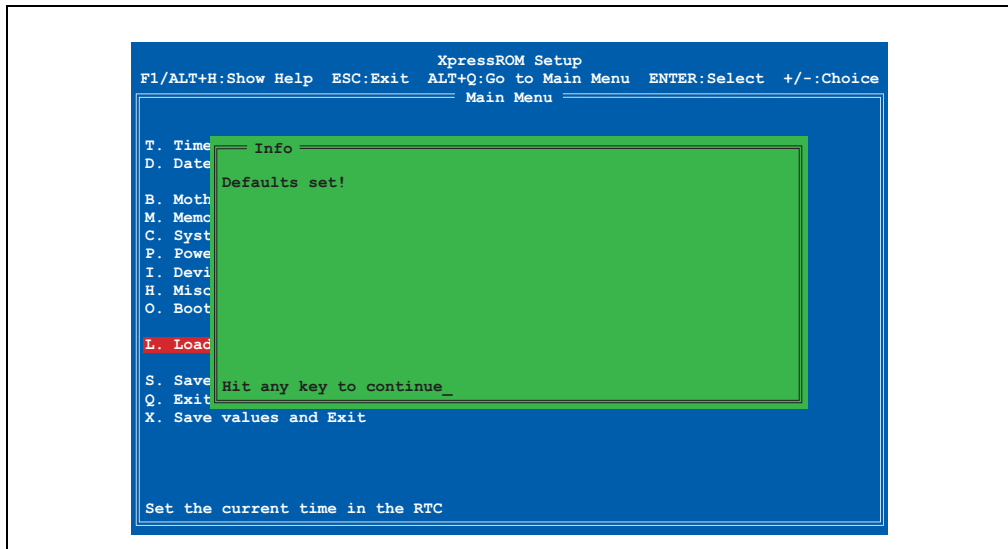 XpressROM Setup
F1/ALT+H:Show Help ESC:Exit ALT+Q:Go to Main Menu ENTER:Select +/-:Choice
Main Menu
T. Time
D. Date
B. Moth
M. Memo
C. Syst
P. Powe
I. Devi
H. Misc
O. Boot
L. Load
S. Save
Q. Exit
X. Save values and Exit
Info
Defaults set!
Hit any key to continue_
Set the current time in the RTC